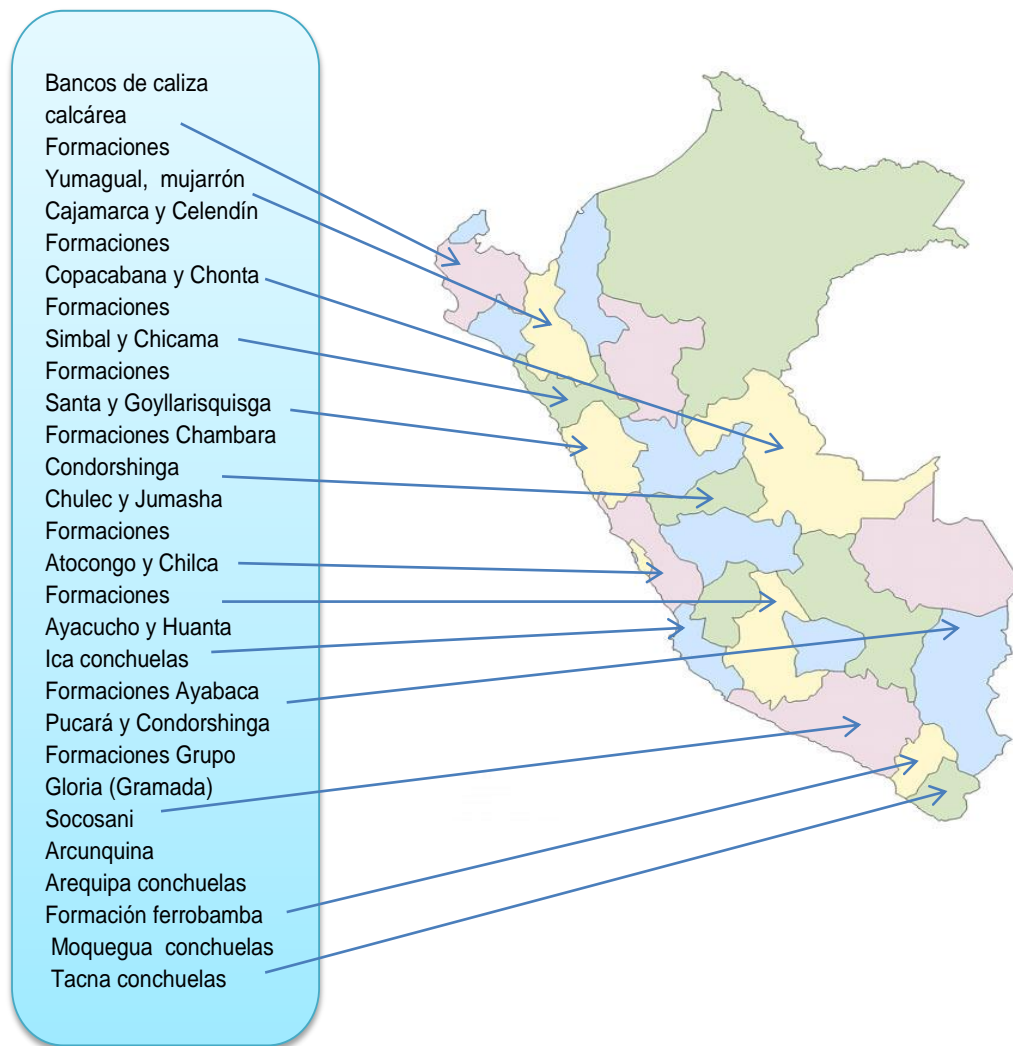 Bancos de caliza
calcárea
Formaciones
Yumagual, mujarrón
Cajamarca y Celendín
Formaciones
Copacabana y Chonta
Formaciones
Simbal y Chicama
Formaciones
Santa y Goyllarisquisga
Formaciones Chambara
Condorshinga
Chulec y Jumasha
Formaciones
Atocongo y Chilca
Formaciones
Ayacucho y Huanta
Ica conchuelas
Formaciones Ayabaca
Pucará y Condorshinga
Formaciones Grupo
Gloria (Gramada)
Socosani
Arcunquina
Arequipa conchuelas
Formación ferrobamba
Moquegua conchuelas
Tacna conchuelas